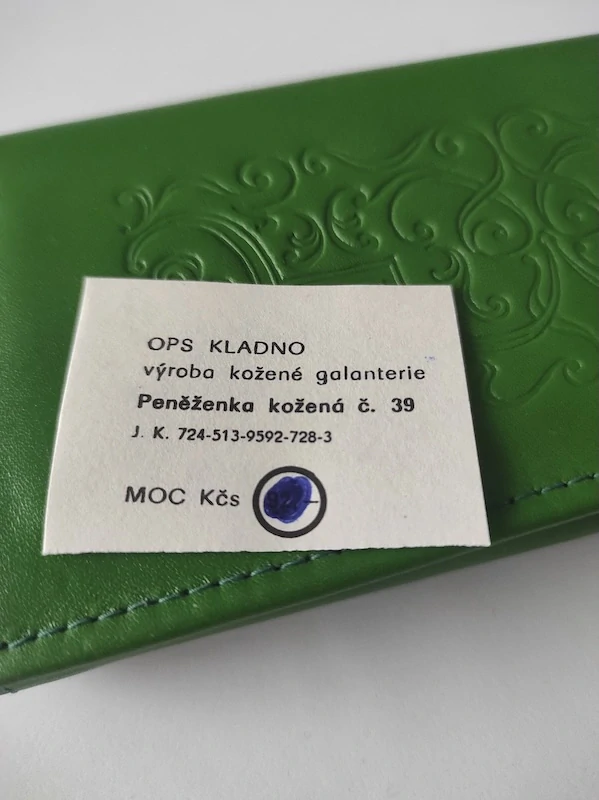 OPS KLADNO
výroba kožené galanterie
Peněženka kožená č. 39
J. K. 724-513-9592-728-3
MOC Kčs